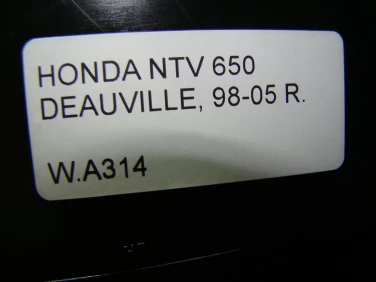 HONDA NTV 650
DEAUVILLE, 98-05 R.
W.A314